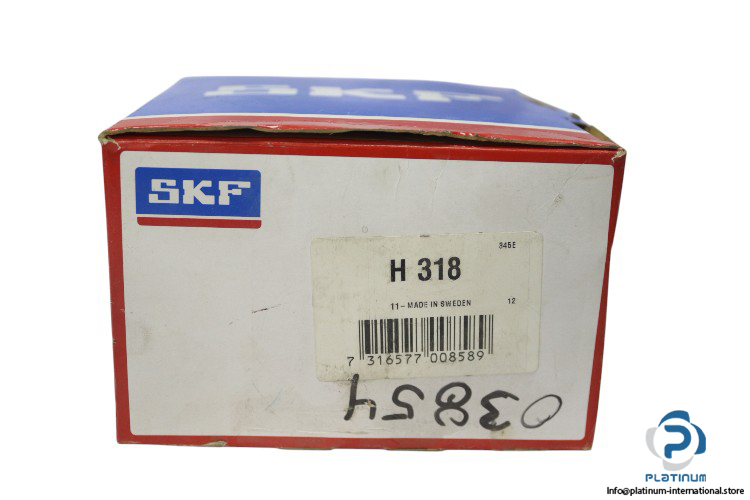 SKF
SKF
845E
H 318
11- MADE IN SWEDEN 12
7 316577 008589
03854
PLATINUM
Info@platinum-international.store